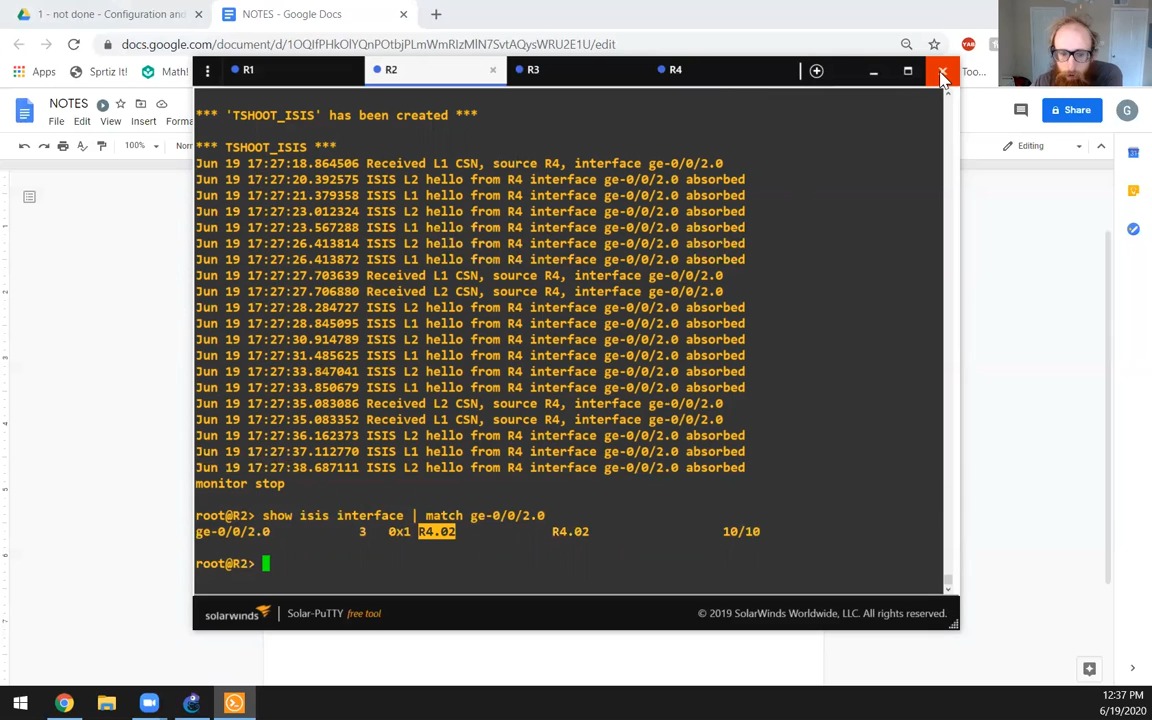 1 - not done - Configuration and
NOTES - Google Docs
docs.google.com/document/d/1OQIfPHkOlYQnPOtbjPLmWmRIzMlN7SvtAQysWRU2E1U/edit
YAB
Apps
Sprtiz It!
Math!
Too...
R1
R2
R3
R4
NOTES
File Edit View Insert Forma
Share
G
100%
Nor
Editing
*** 'TSHOOT_ISIS' has been created ***
*** TSHOOT_ISIS ***
Jun 19 17:27:18.864506 Received L1 CSN, source R4, interface ge-0/0/2.0
Jun 19 17:27:20.392575 ISIS L2 hello from R4 interface ge-0/0/2.0 absorbed
Jun 19 17:27:21.379358 ISIS L1 hello from R4 interface ge-0/0/2.0 absorbed
Jun 19 17:27:23.012324 ISIS L2 hello from R4 interface ge-0/0/2.0 absorbed
Jun 19 17:27:23.567288 ISIS L1 hello from R4 interface ge-0/0/2.0 absorbed
Jun 19 17:27:26.413814 ISIS L2 hello from R4 interface ge-0/0/2.0 absorbed
Jun 19 17:27:26.413872 ISIS L1 hello from R4 interface ge-0/0/2.0 absorbed
Jun 19 17:27:27.703639 Received L1 CSN, source R4, interface ge-0/0/2.0
Jun 19 17:27:27.706880 Received L2 CSN, source R4, interface ge-0/0/2.0
Jun 19 17:27:28.284727 ISIS L2 hello from R4 interface ge-0/0/2.0 absorbed
Jun 19 17:27:28.845095 ISIS L1 hello from R4 interface ge-0/0/2.0 absorbed
Jun 19 17:27:30.914789 ISIS L2 hello from R4 interface ge-0/0/2.0 absorbed
Jun 19 17:27:31.485625 ISIS L1 hello from R4 interface ge-0/0/2.0 absorbed
Jun 19 17:27:33.847041 ISIS L2 hello from R4 interface ge-0/0/2.0 absorbed
Jun 19 17:27:33.850679 ISIS L1 hello from R4 interface ge-0/0/2.0 absorbed
Jun 19 17:27:35.083086 Received L2 CSN, source R4, interface ge-0/0/2.0
Jun 19 17:27:35.083352 Received L1 CSN, source R4, interface ge-0/0/2.0
Jun 19 17:27:36.162373 ISIS L2 hello from R4 interface ge-0/0/2.0 absorbed
Jun 19 17:27:37.112770 ISIS L1 hello from R4 interface ge-0/0/2.0 absorbed
Jun 19 17:27:38.687111 ISIS L2 hello from R4 interface ge-0/0/2.0 absorbed
monitor stop
root@R2> show isis interface | match ge-0/0/2.0
ge-0/0/2.0 3 0x1 R4.02 R4.02 10/10
root@R2>
solarwinds Solar-PuTTY free tool
© 2019 SolarWinds Worldwide, LLC. All rights reserved.
12:37 PM
6/19/2020